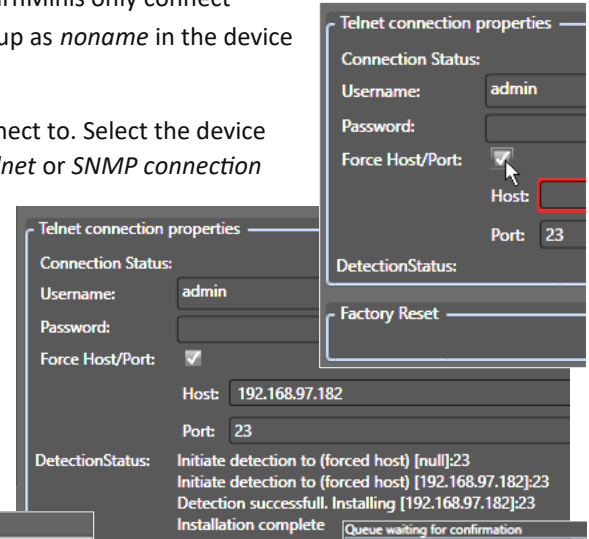 only connect
up as noname in the device
nect to. Select the device
or SNMP connection
Telnet connection properties
Connection Status:
Username: admin
Password:
Force Host/Port:
Host:
Port: 23
DetectionStatus:
Factory Reset
Telnet connection properties
Connection Status:
Username: admin
Password:
Force Host/Port:
Host: 192.168.97.182
Port: 23
DetectionStatus: Initiate detection to (forced host) [null]:23
Initiate detection to (forced host) [192.168.97.182]:23
Detection successfull. Installing [192.168.97.182]:23
Installation complete
Queue waiting for confirmation